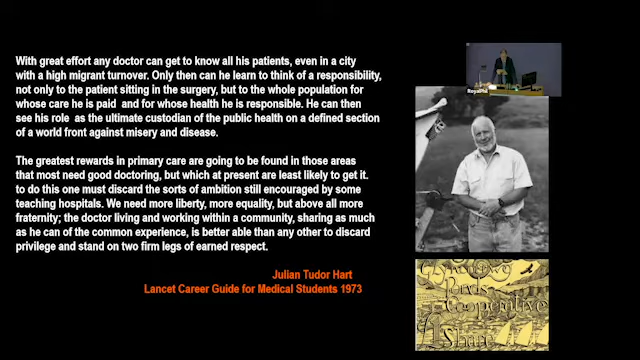 With great effort any doctor can get to know all his patients, even in a city
with a high migrant turnover. Only then can he learn to think of a responsibility,
not only to the patient sitting in the surgery, but to the whole population for
whose care he is paid and for whose health he is responsible. He can then
see his role as the ultimate custodian of the public health on a defined section
of a world front against misery and disease.
The greatest rewards in primary care are going to be found in those areas
that most need good doctoring, but which at present are least likely to get it.
to do this one must discard the sorts of ambition still encouraged by some
teaching hospitals. We need more liberty, more equality, but above all more
fraternity; the doctor living and working within a community, sharing as much
as he can of the common experience, is better able than any other to discard
privilege and stand on two firm legs of earned respect.
Julian Tudor Hart
Lancet Career Guide for Medical Students 1973
Ponds
Cooperative
£1 Share